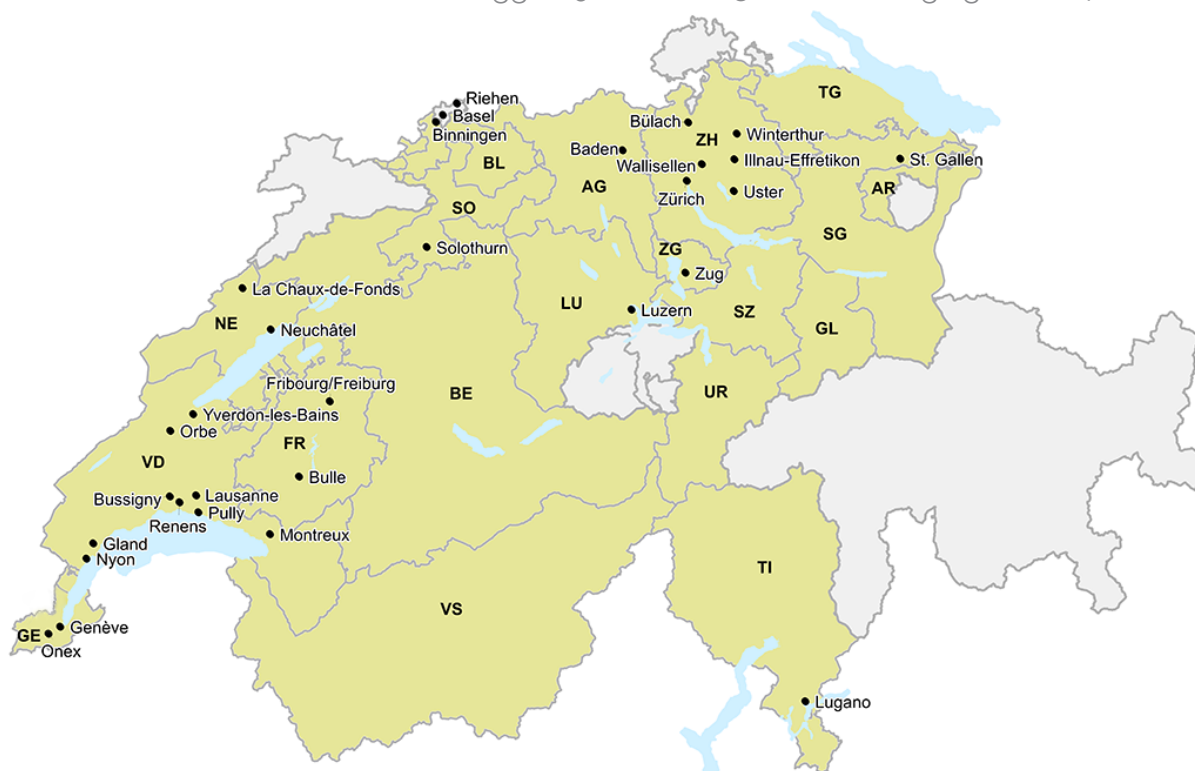 Riehen
Basel
Binningen
TG
Bülach
ZH
Winterthur
Baden
BL
Wallisellen
Illnau-Effretikon
St. Gallen
AG
AR
Zürich
Uster
SO
SG
Solothurn
ZG
Zug
La Chaux-de-Fonds
LU
Luzern
SZ
NE
Neuchâtel
GL
Fribourg/Freiburg
BE
UR
Yverdon-les-Bains
Orbe
FR
VD
Bulle
Bussigny
Lausanne
Renens
Pully
Montreux
Gland
Nyon
TI
VS
GE
Genève
Onex
Lugano